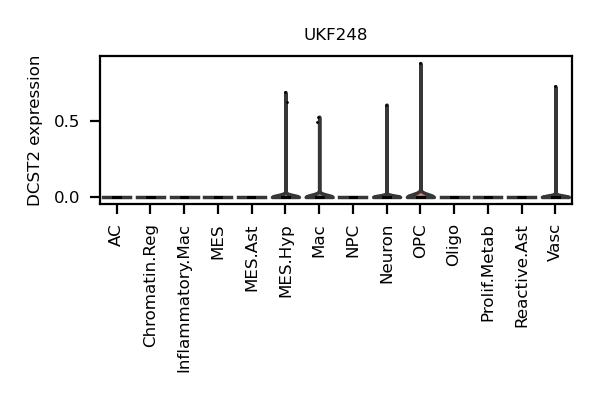 UKF248
DCST2 expression
0.5
0.0
AC
Chromatin.Reg
Inflammatory.Mac
MES
MES.Ast
MES.Hyp
Mac
NPC
Neuron
OPC
Oligo
Prolif.Metab
Reactive.Ast
Vasc